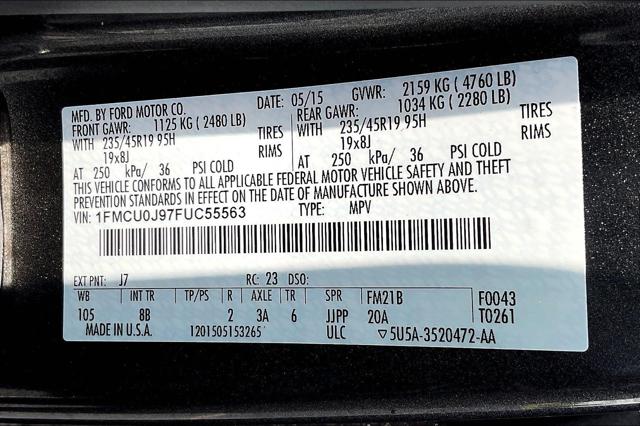 MFD. BY FORD MOTOR CO. DATE: 05/15 GVWR: 2159 KG ( 4760 LB)
FRONT GAWR: 1125 KG ( 2480 LB) REAR GAWR: 1034 KG ( 2280 LB)
WITH 235/45R19 95H TIRES WITH 235/45R19 95H TIRES
19x8J RIMS 19x8J RIMS
AT 250 kPa/ 36 PSI COLD AT 250 kPa/ 36 PSI COLD
THIS VEHICLE CONFORMS TO ALL APPLICABLE FEDERAL MOTOR VEHICLE SAFETY AND THEFT
PREVENTION STANDARDS IN EFFECT ON THE DATE OF MANUFACTURE SHOWN ABOVE.
VIN: 1FMCU0J97FUC55563 TYPE: MPV
EXT PNT: J7 RC: 23 DSO:
WB INT TR TP/PS R AXLE TR SPR FM21B F0043
105 8B 2 3A 6 JJPP 20A T0261
MADE IN U.S.A. 1201505153265 ULC ▽5U5A-3520472-AA